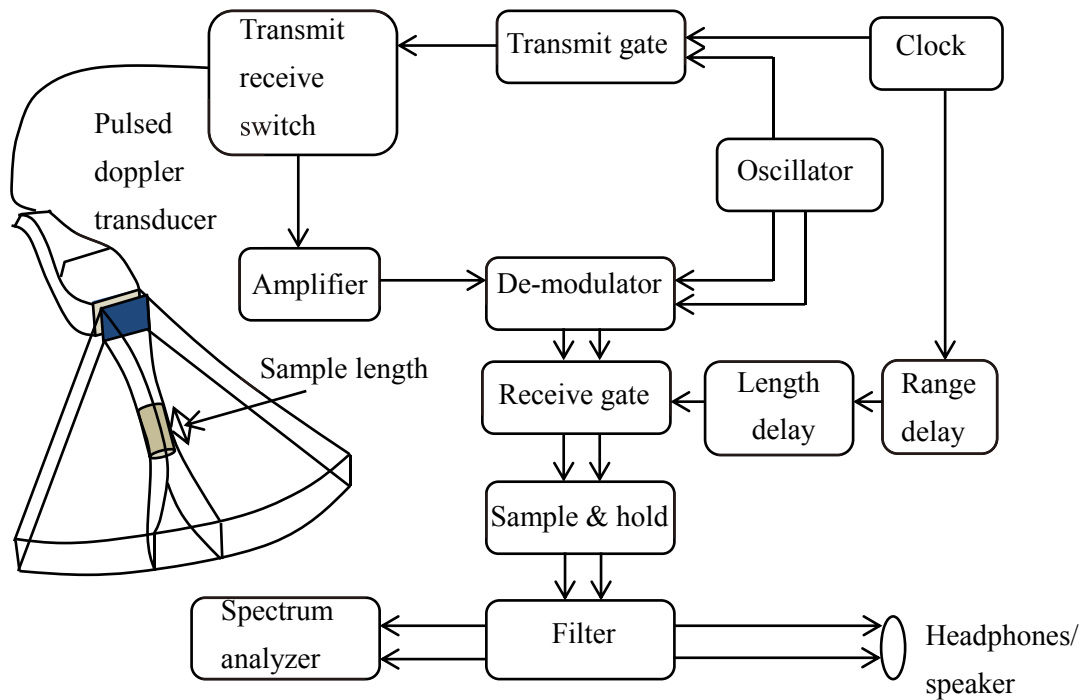 Transmit
receive
switch
Transmit gate
Clock
Pulsed
doppler
transducer
Oscillator
Amplifier
De-modulator
Sample length
Receive gate
Length
delay
Range
delay
Sample & hold
Spectrum
analyzer
Filter
Headphones/
speaker